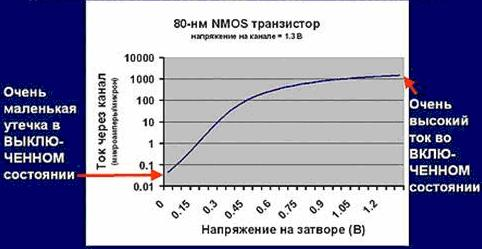 80-нм NMOS транзистор
напряжение на канале = 1.3 В
Очень
маленькая
утечка в
ВЫКЛЮ-
ЧЕННОМ
состоянии
Ток через канал
(микроамперы/микрон)
10000
1000
100
10
1
0.1
0.01
0
0.15
0.3
0.45
0.6
0.75
0.9
1.05
1.2
Напряжение на затворе (В)
Очень
высокий
ток во
ВКЛЮ-
ЧЕННОМ
состоянии